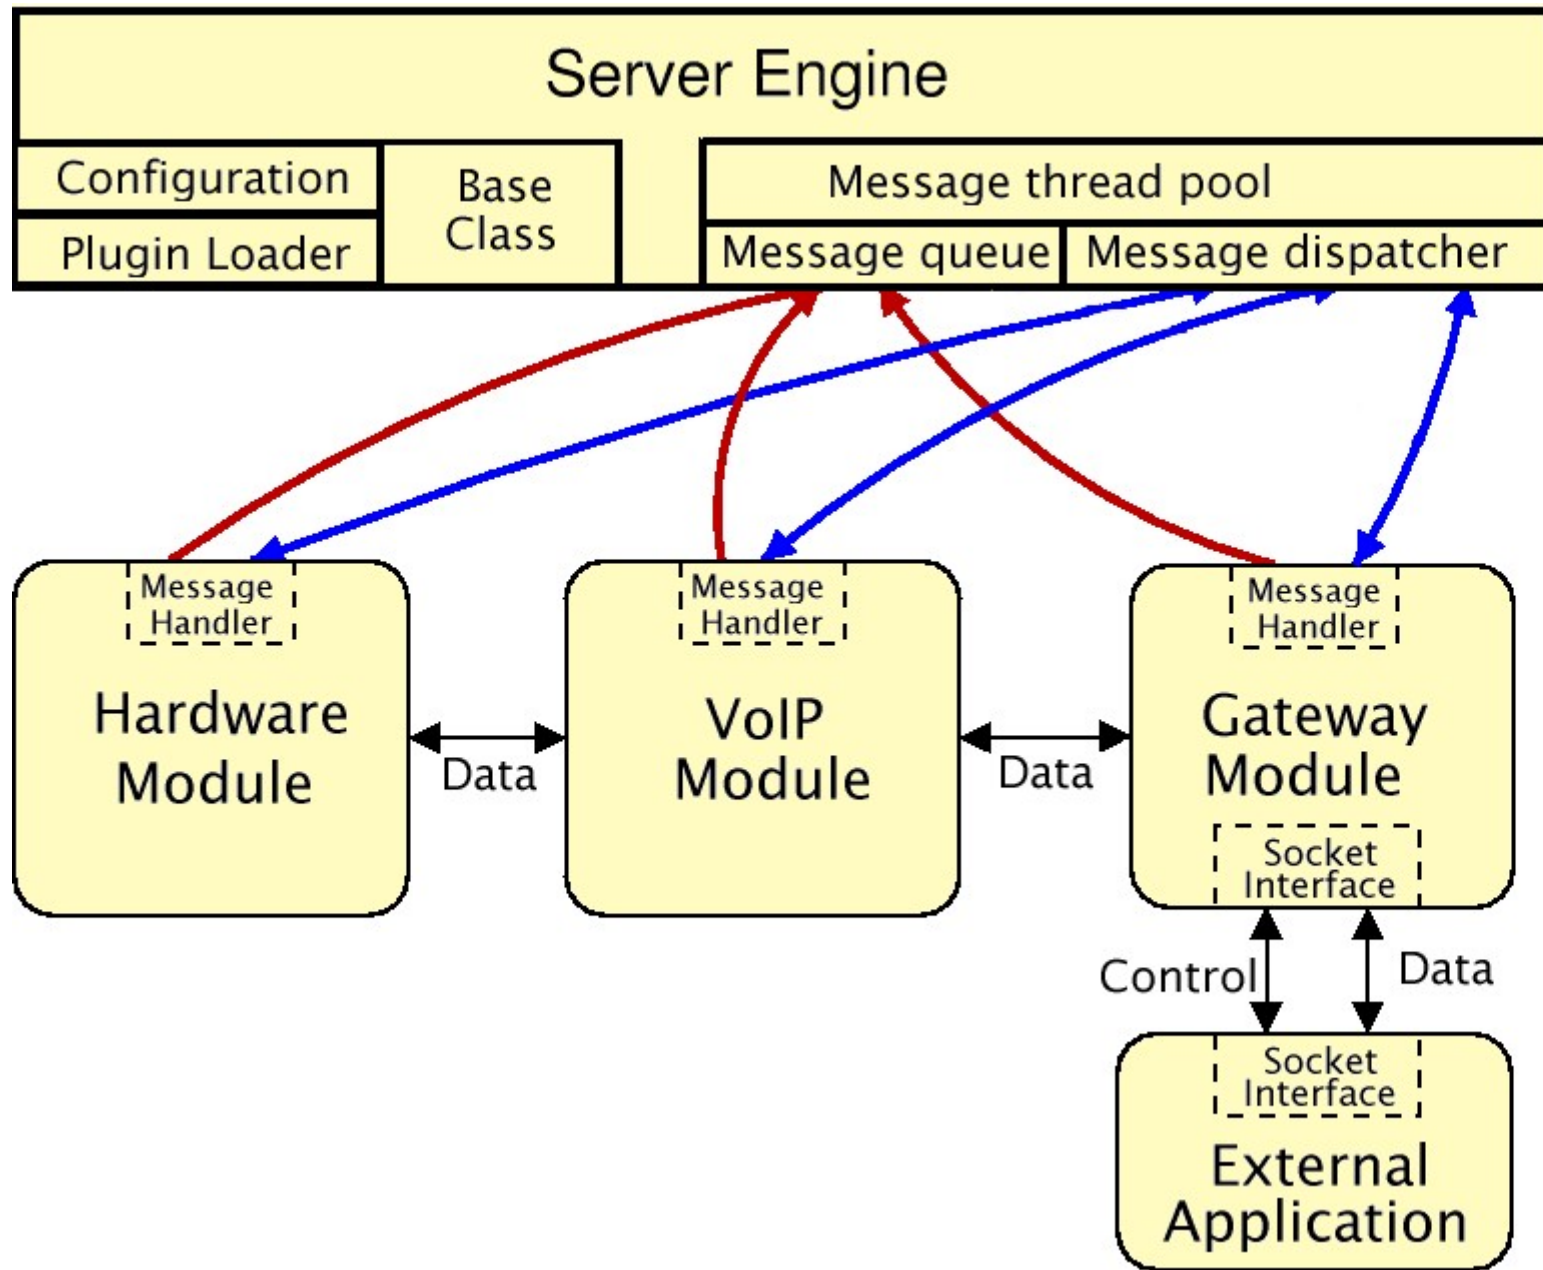 Server Engine
Configuration
Plugin Loader
Base
Class
Message thread pool
Message queue
Message dispatcher
Message
Handler
Hardware
Module
Data
Message
Handler
VoIP
Module
Data
Message
Handler
Gateway
Module
Socket
Interface
Control
Data
Socket
Interface
External
Application